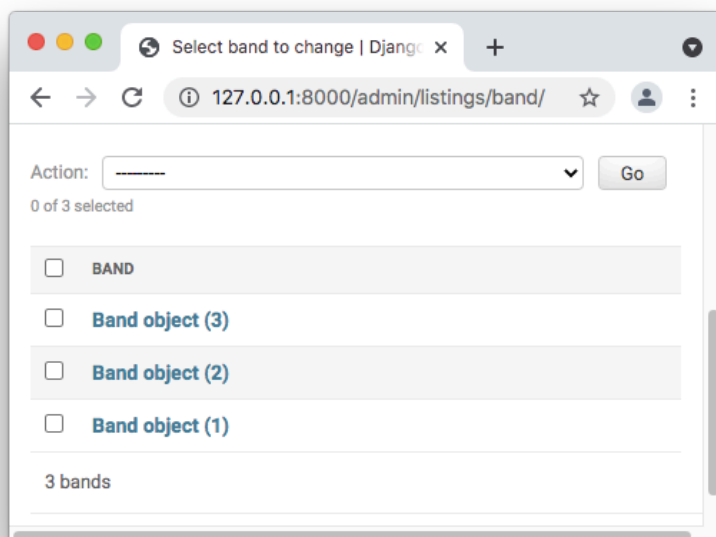 Select band to change | Djang
127.0.0.1:8000/admin/listings/band/
Action: --------- Go
0 of 3 selected
BAND
Band object (3)
Band object (2)
Band object (1)
3 bands